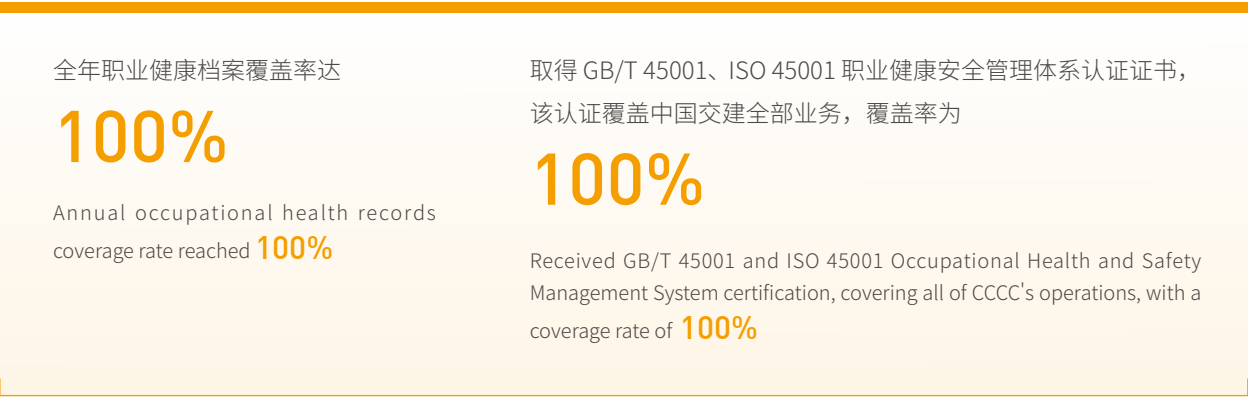 全年职业健康档案覆盖率达
100%
Annual occupational health records
coverage rate reached 100%
取得 GB/T 45001、ISO 45001 职业健康安全管理体系认证证书，
该认证覆盖中国交建全部业务，覆盖率为
100%
Received GB/T 45001 and ISO 45001 Occupational Health and Safety
Management System certification, covering all of CCCC's operations, with a
coverage rate of 100%